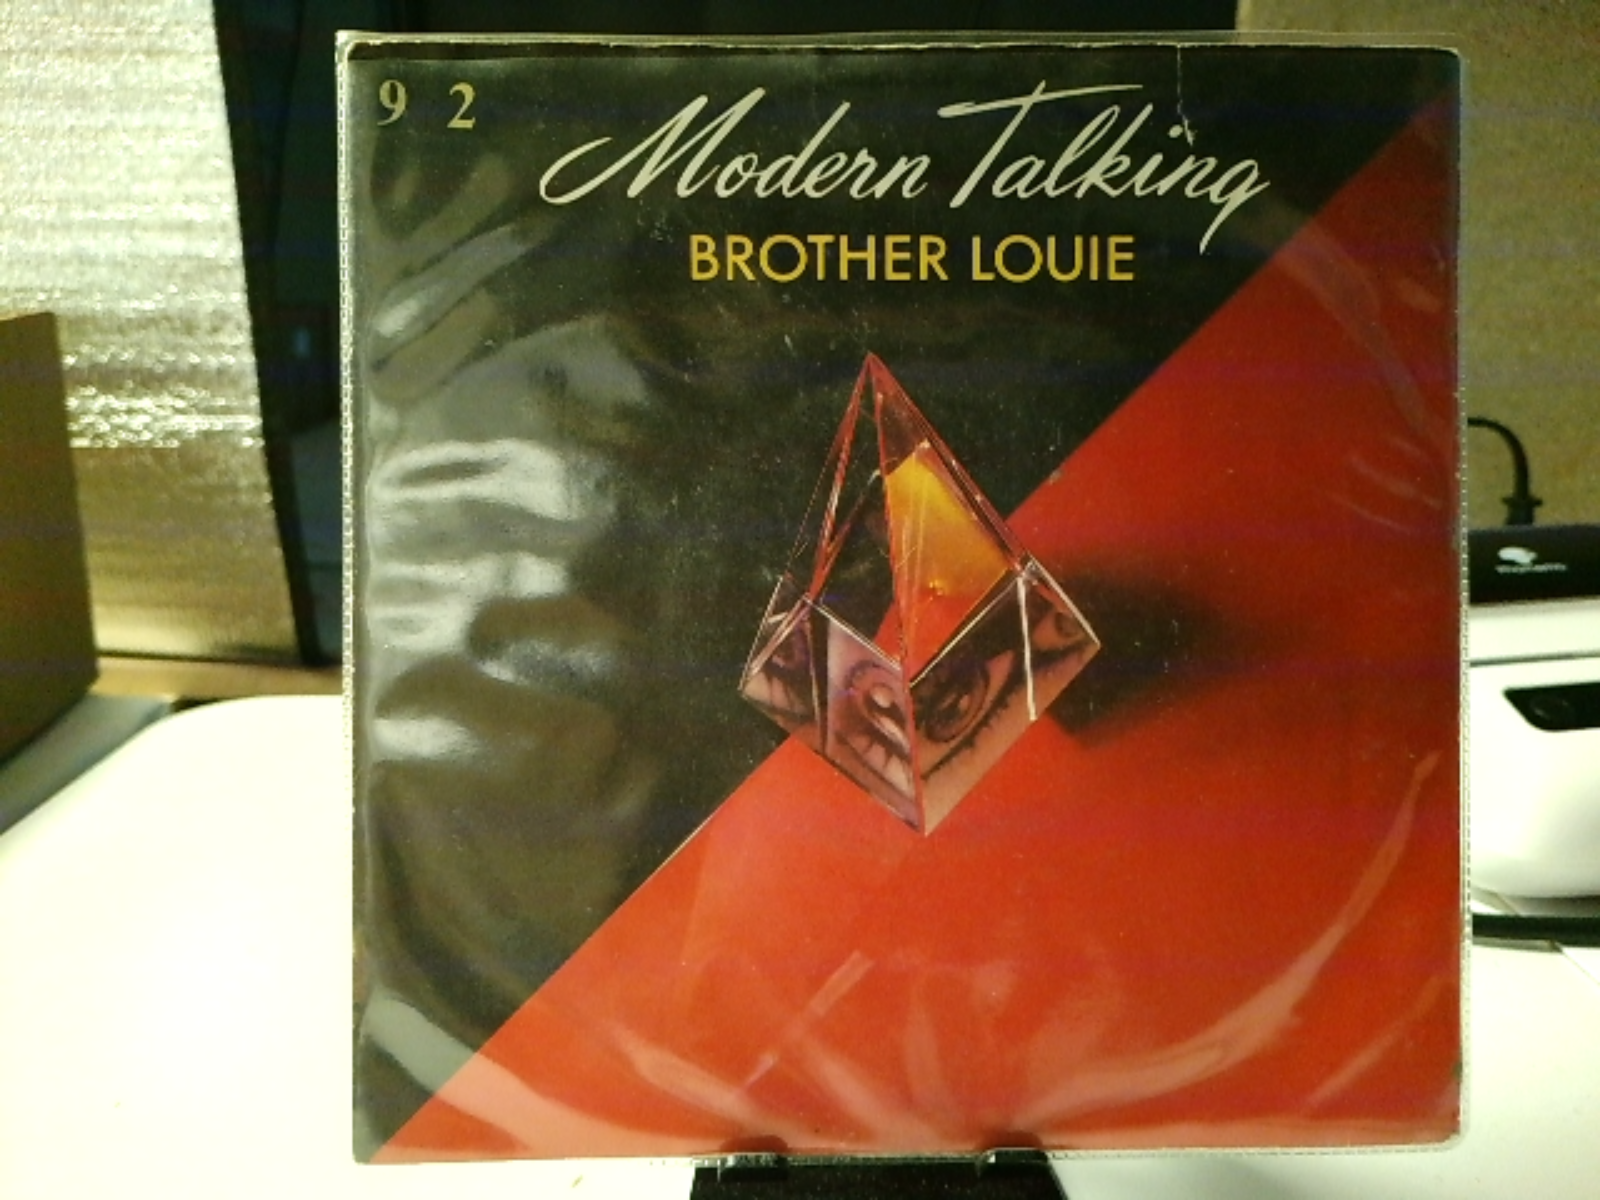 9 2
Modern Talking
BROTHER LOUIE